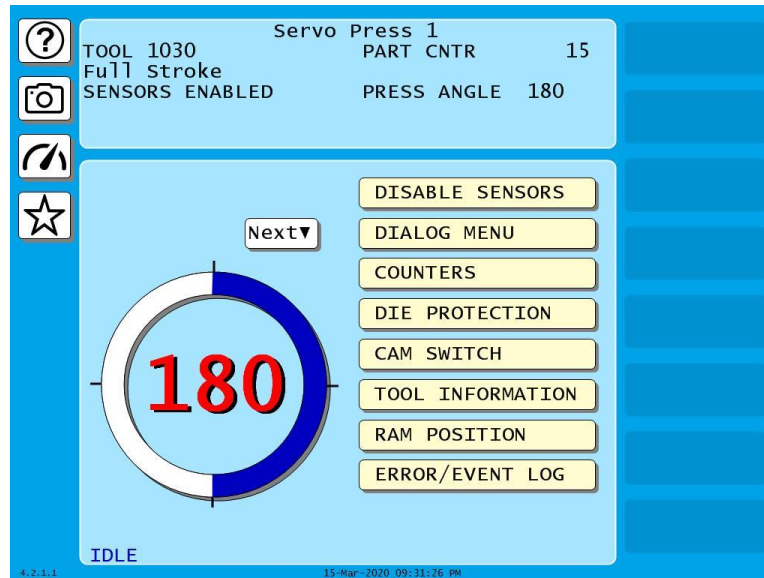 Servo Press 1
TOOL 1030 PART CNTR 15
Full Stroke
SENSORS ENABLED PRESS ANGLE 180
DISABLE SENSORS
Next▼ DIALOG MENU
COUNTERS
DIE PROTECTION
CAM SWITCH
180
TOOL INFORMATION
RAM POSITION
ERROR/EVENT LOG
IDLE
4.2.1.1 15-Mar-2020 09:31:26 PM